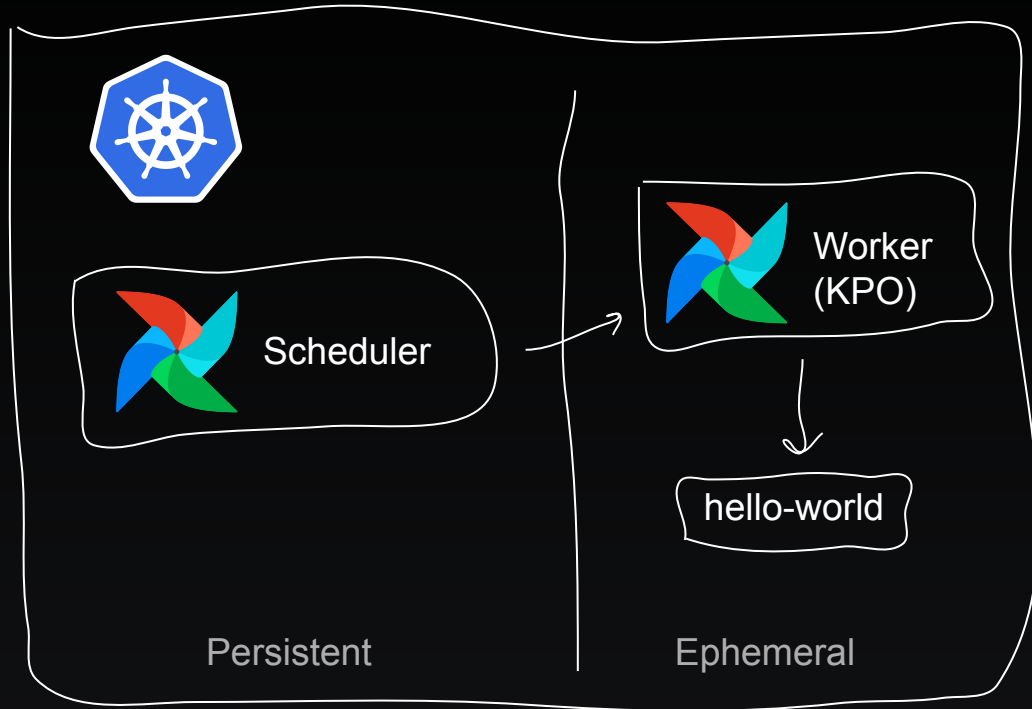 Scheduler
Worker
(KPO)
hello-world
Persistent
Ephemeral